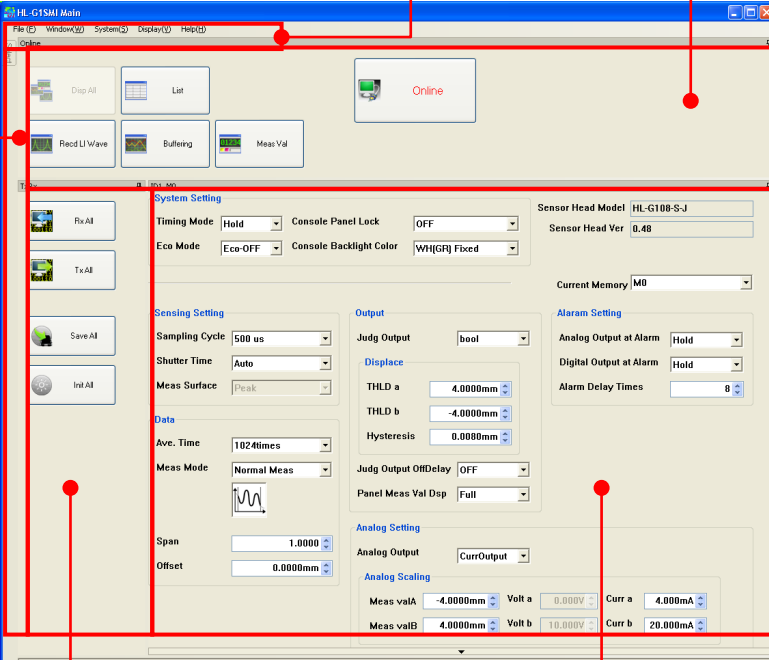 HL-G1SMI Main
File (F) Window(W) System(S) Display(V) Help(H)
Online
Disp All List Online
Recd LI Wave Buffering Meas Val
Tx·Rx ID1 M0
Rx All
Tx All
Save All
Init All
System Setting
Timing Mode Hold Console Panel Lock OFF
Eco Mode Eco-OFF Console Backlight Color WH(GR) Fixed
Sensor Head Model HL-G108-S-J
Sensor Head Ver 0.48
Current Memory M0
Sensing Setting
Sampling Cycle 500 us
Shutter Time Auto
Meas Surface Peak
Data
Ave. Time 1024times
Meas Mode Normal Meas
Span 1.0000
Offset 0.0000mm
Output
Judg Output bool
Displace
THLD a 4.0000mm
THLD b -4.0000mm
Hysteresis 0.0080mm
Judg Output OffDelay OFF
Panel Meas Val Dsp Full
Alaram Setting
Analog Output at Alarm Hold
Digital Output at Alarm Hold
Alarm Delay Times 8
Analog Setting
Analog Output CurrOutput
Analog Scaling
Meas valA -4.0000mm Volt a 0.000V Curr a 4.000mA
Meas valB 4.0000mm Volt b 10.000V Curr b 20.000mA